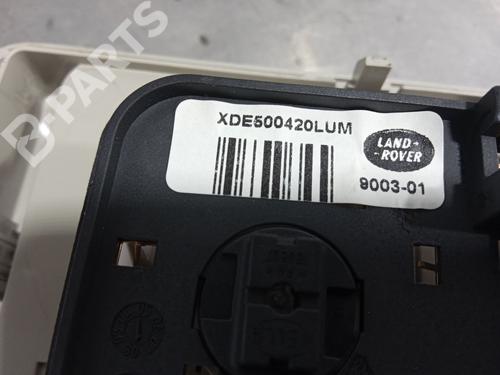 B-PARTS
XDE500420LUM
LAND-
-ROVER
9003-01